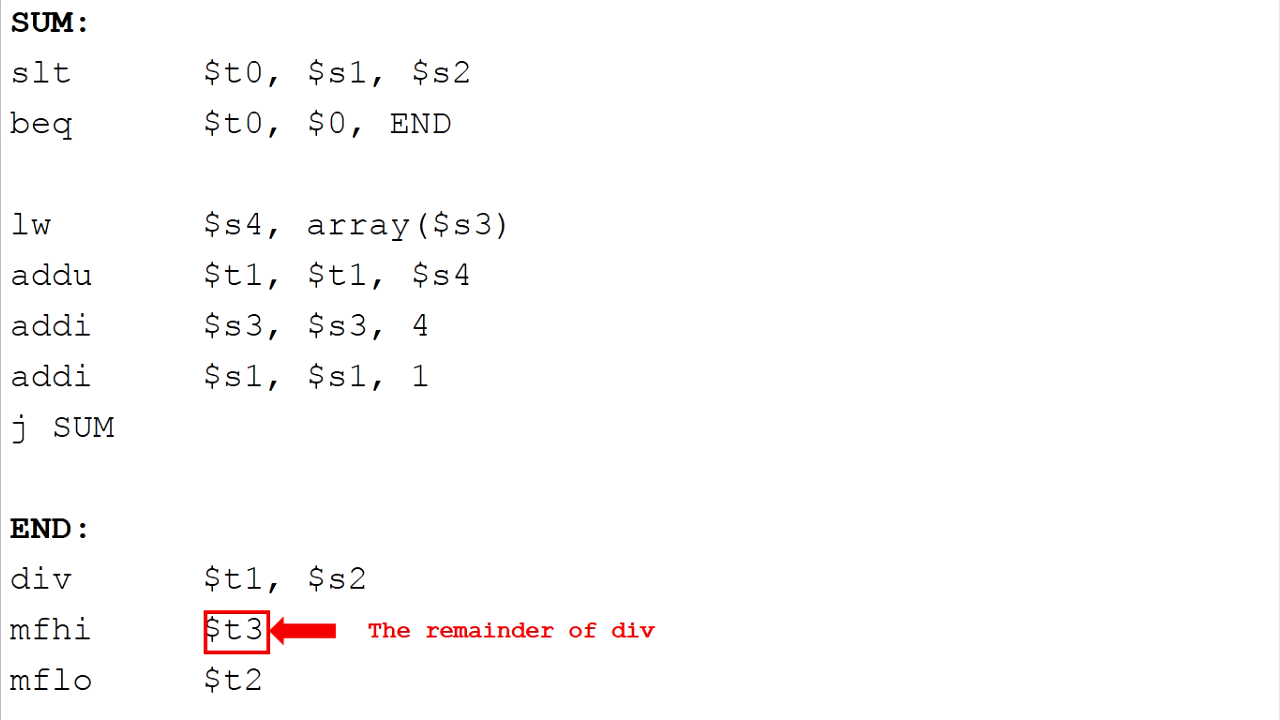 SUM:
slt $t0, $s1, $s2
beq $t0, $0, END
lw $s4, array($s3)
addu $t1, $t1, $s4
addi $s3, $s3, 4
addi $s1, $s1, 1
j SUM
END:
div $t1, $s2
mfhi $t3 The remainder of div
mflo $t2